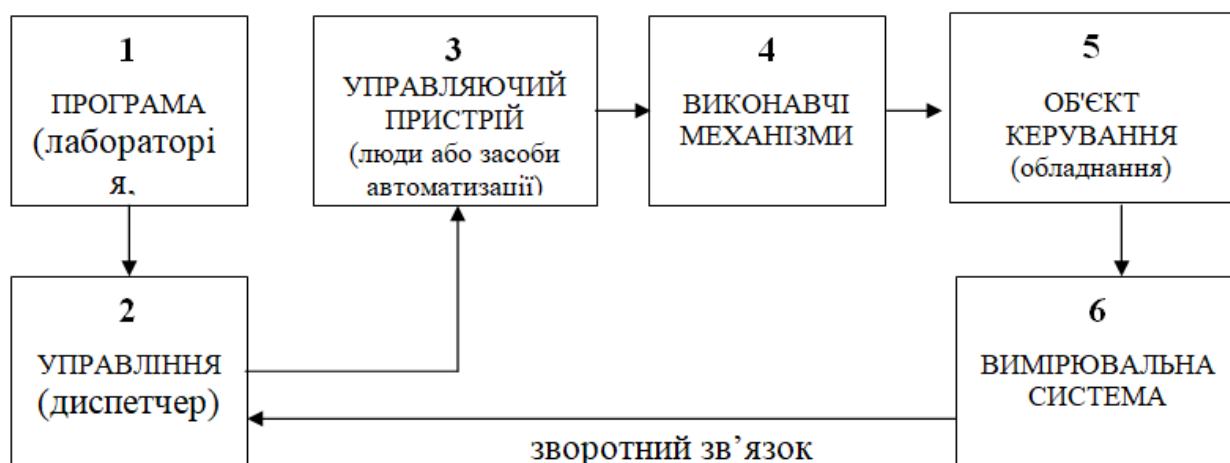 1
ПРОГРАМА
(лабораторі
я,
2
УПРАВЛІННЯ
(диспетчер)
3
УПРАВЛЯЮЧИЙ
ПРИСТРІЙ
(люди або засоби
автоматизації)
4
ВИКОНАВЧІ
МЕХАНІЗМИ
5
ОБ'ЄКТ
КЕРУВАННЯ
(обладнання)
6
ВИМІРЮВАЛЬНА
СИСТЕМА
зворотний зв’язок